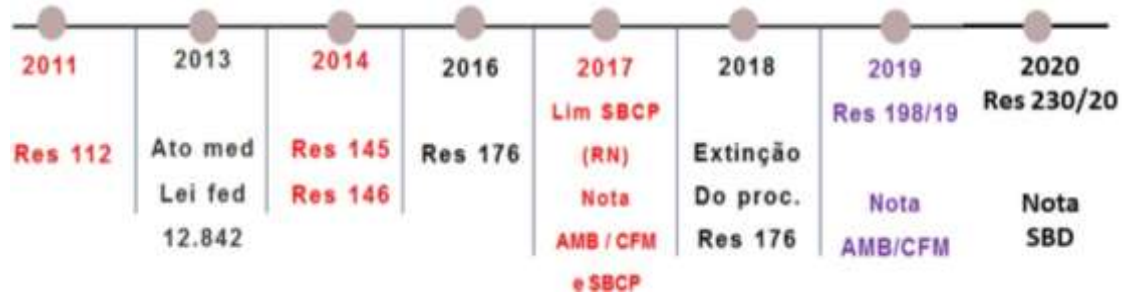 2011
Res 112
2013
Ato med
Lei fed
12.842
2014
Res 145
Res 146
2016
Res 176
2017
Lim SBCP
(RN)
Nota
AMB / CFM
e SBCP
2018
Extinção
Do proc.
Res 176
2019
Res 198/19
Nota
AMB/CFM
2020
Res 230/20
Nota
SBD